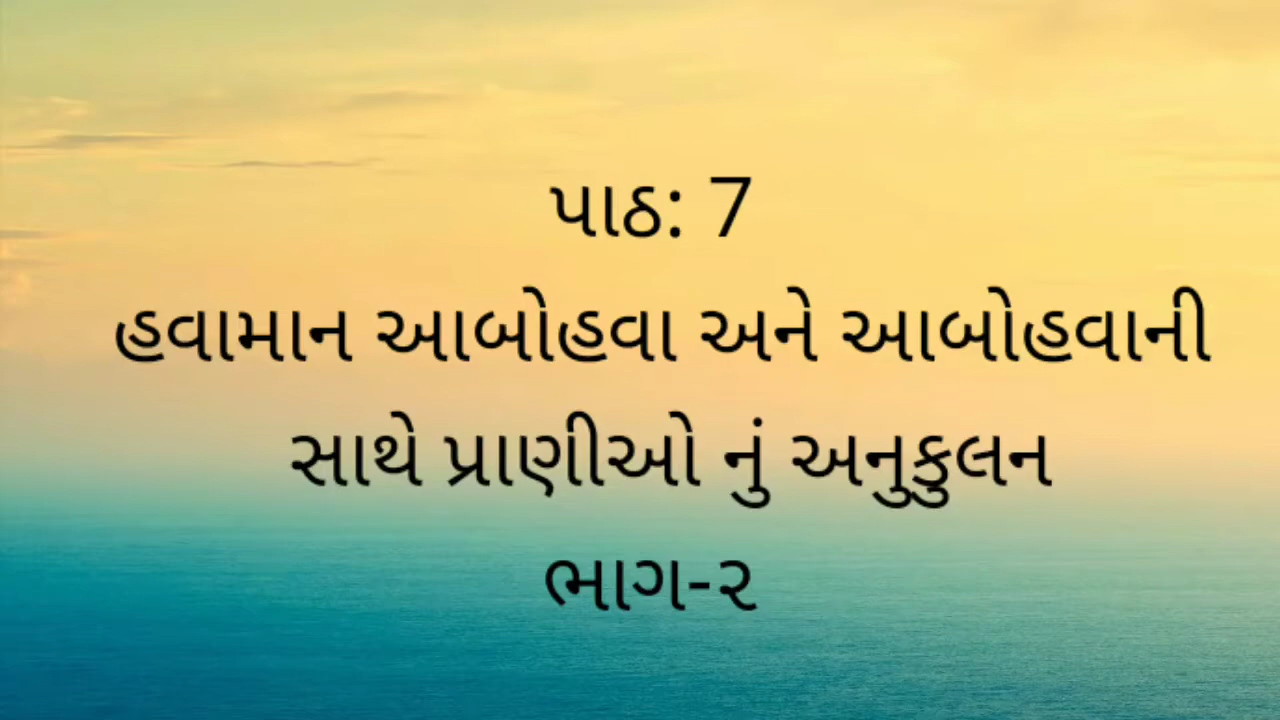 પાઠ: 7
હવામાન આબોહવા અને આબોહવાની
સાથે પ્રાણીઓ નું અનુકુલન
ભાગ-૨